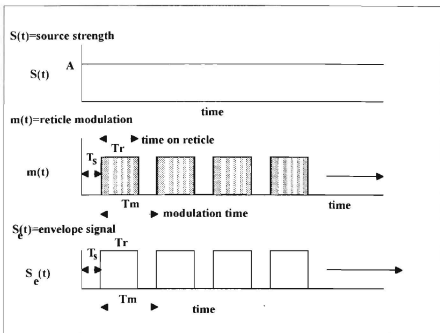 S(t)=source strength
A
S(t)
time
m(t)=reticle modulation
Tr
time on reticle
Ts
m(t)
Tm
modulation time
time
Se(t)=envelope signal
Tr
Ts
Se(t)
Tm
time